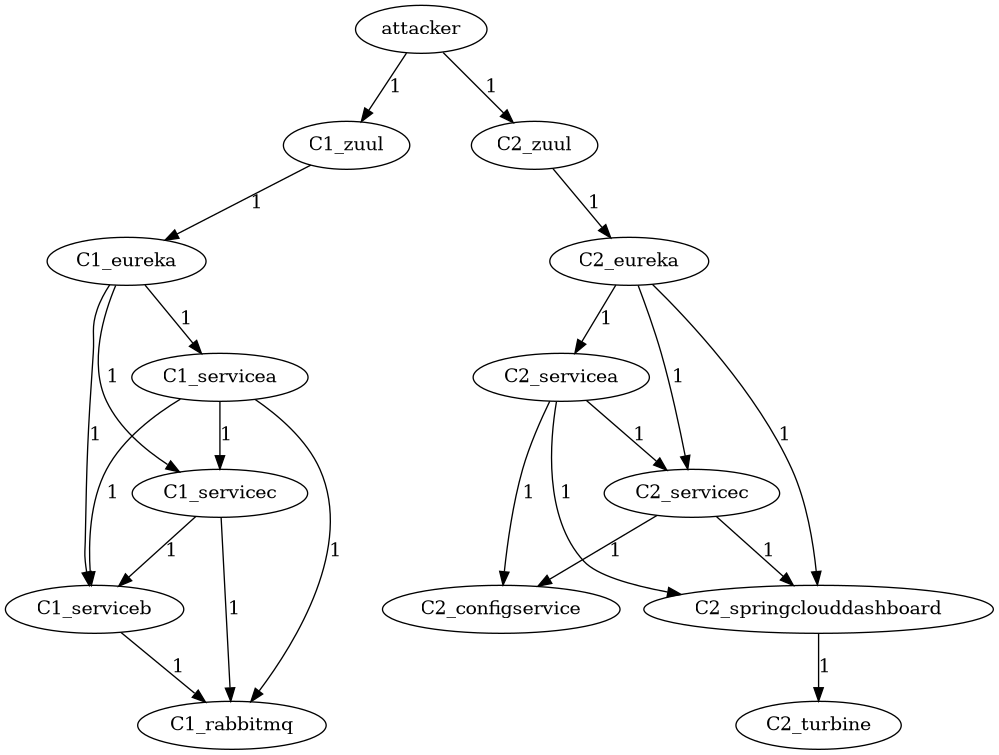 attacker
1 1
C1_zuul C2_zuul
1 1
C1_eureka C2_eureka
1 1
C1_servicea C2_servicea
1 1 1
1 1 1
C1_servicec C2_servicec
1 1 1
1 1 1
1 1
C1_serviceb C2_configservice C2_springclouddashboard
1 1
C1_rabbitmq C2_turbine